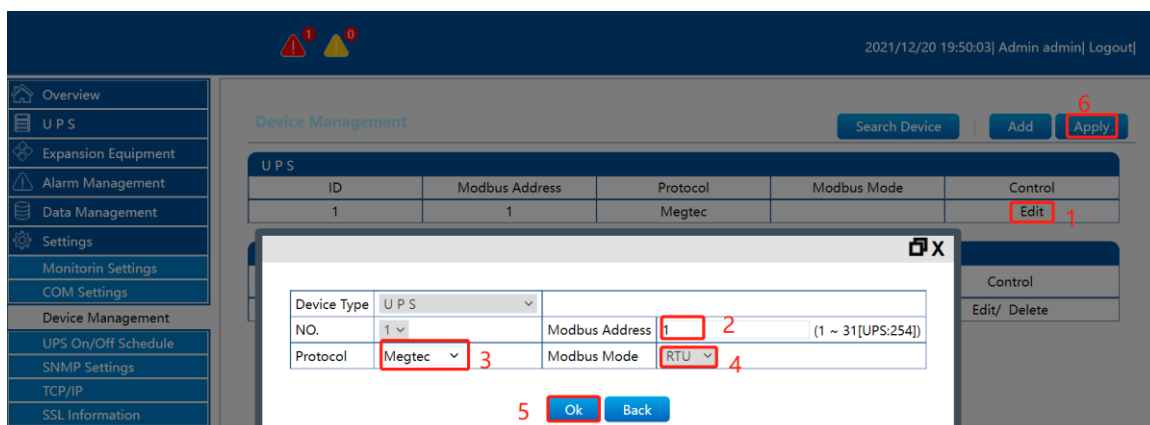 1 0
2021/12/20 19:50:03| Admin admin| Logout|
Overview
UPS
Expansion Equipment
Alarm Management
Data Management
Settings
Monitorin Settings
COM Settings
Device Management
UPS On/Off Schedule
SNMP Settings
TCP/IP
SSL Information
6
Device Management Search Device | Add Apply
UPS
ID Modbus Address Protocol Modbus Mode Control
1 1 Megtec Edit 1
Control
Edit/ Delete
X
Device Type UPS
NO. 1 Modbus Address 1 2 (1 ~ 31[UPS:254])
Protocol Megtec 3 Modbus Mode RTU 4
5 Ok Back